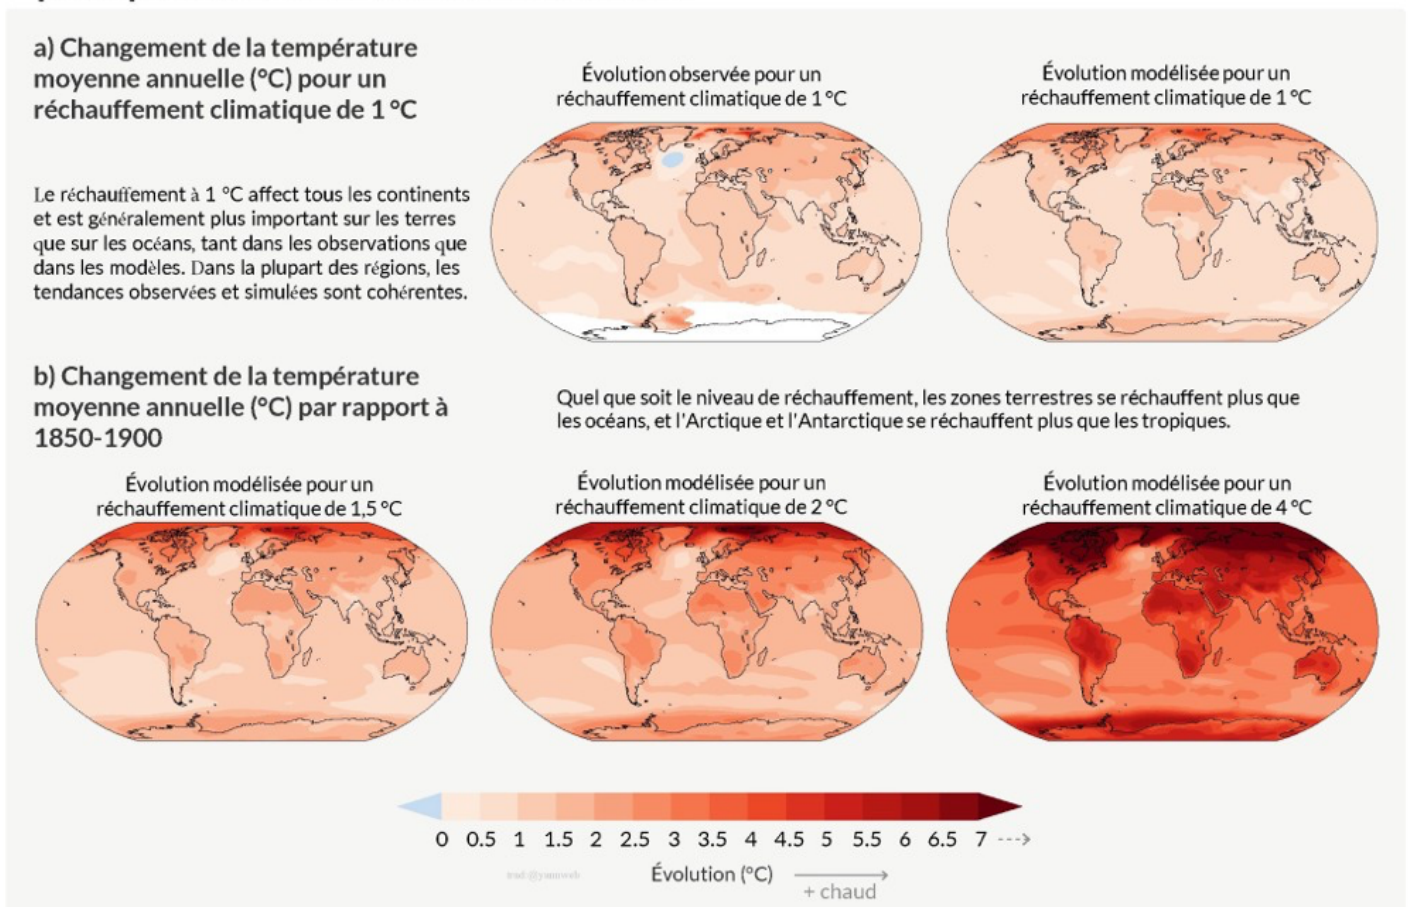 a) Changement de la température
moyenne annuelle (°C) pour un
réchauffement climatique de 1 °C
Évolution observée pour un
réchauffement climatique de 1 °C
Évolution modélisée pour un
réchauffement climatique de 1 °C
Le réchauffement à 1 °C affect tous les continents
et est généralement plus important sur les terres
que sur les océans, tant dans les observations que
dans les modèles. Dans la plupart des régions, les
tendances observées et simulées sont cohérentes.
b) Changement de la température
moyenne annuelle (°C) par rapport à
1850-1900
Quel que soit le niveau de réchauffement, les zones terrestres se réchauffent plus que
les océans, et l'Arctique et l'Antarctique se réchauffent plus que les tropiques.
Évolution modélisée pour un
réchauffement climatique de 1,5 °C
Évolution modélisée pour un
réchauffement climatique de 2 °C
Évolution modélisée pour un
réchauffement climatique de 4 °C
0 0.5 1 1.5 2 2.5 3 3.5 4 4.5 5 5.5 6 6.5 7
Évolution (°C)
+ chaud